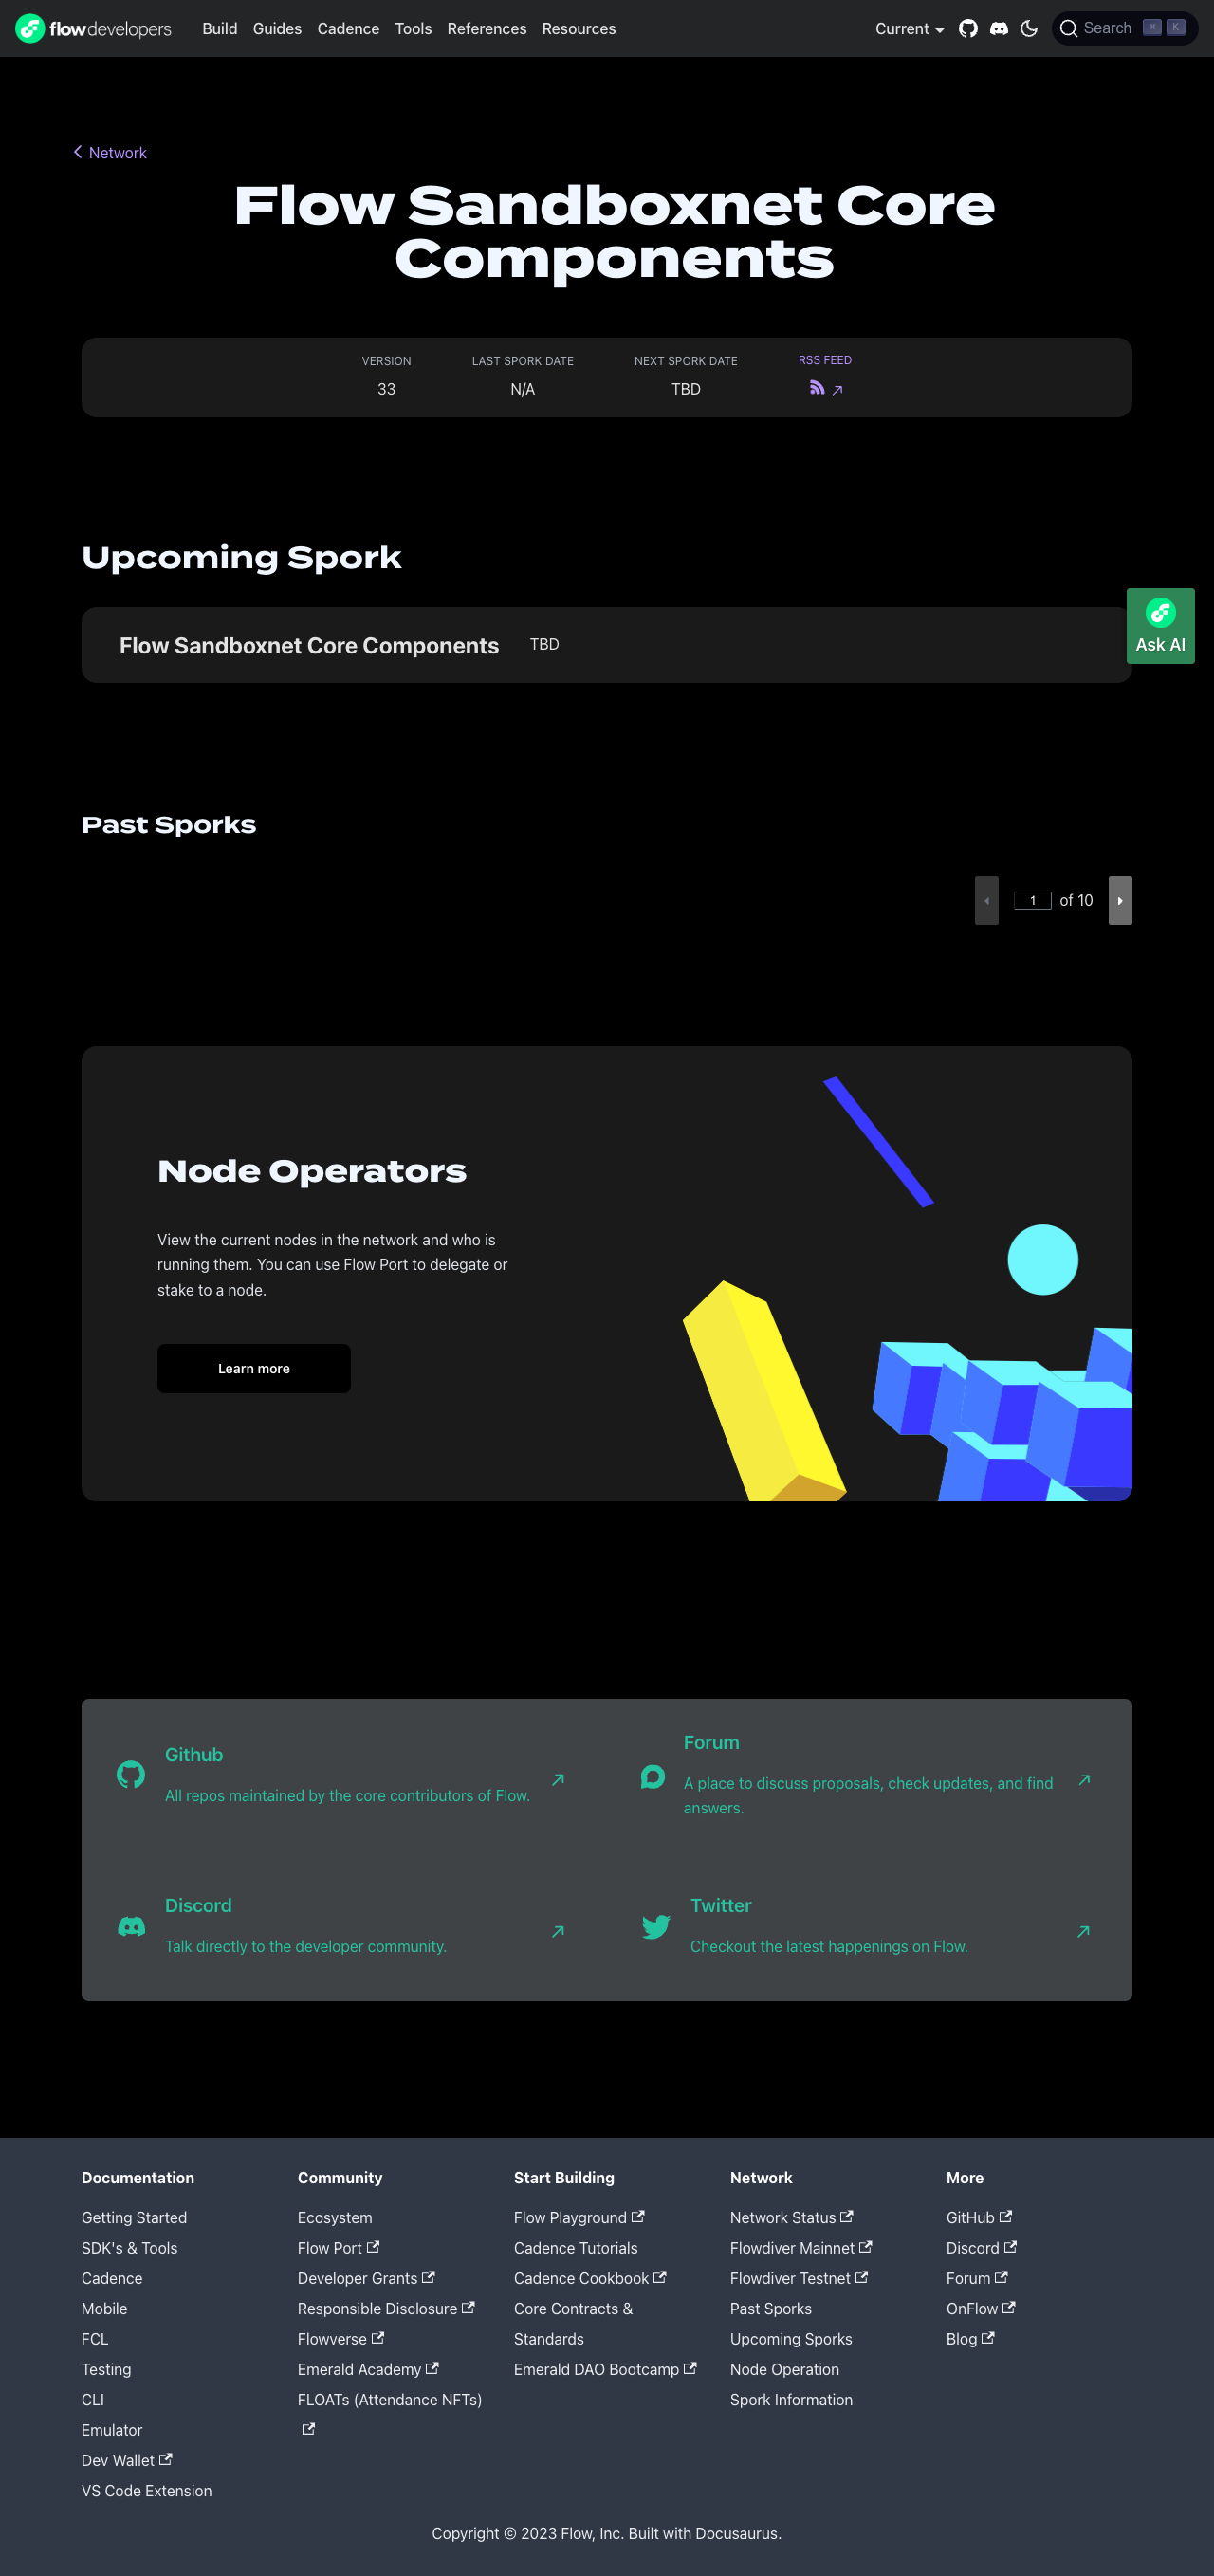 flowdevelopers Build Guides Cadence Tools References Resources Current Search ⌘ K
Network
Flow Sandboxnet Core
Components
VERSION LAST SPORK DATE NEXT SPORK DATE RSS FEED
33 N/A TBD
Upcoming Spork
Flow Sandboxnet Core Components TBD
Ask AI
Past Sporks
1 of 10
Node Operators
View the current nodes in the network and who is
running them. You can use Flow Port to delegate or
stake to a node.
Learn more
Github
All repos maintained by the core contributors of Flow.
Forum
A place to discuss proposals, check updates, and find
answers.
Discord
Talk directly to the developer community.
Twitter
Checkout the latest happenings on Flow.
Documentation
Getting Started
SDK's & Tools
Cadence
Mobile
FCL
Testing
CLI
Emulator
Dev Wallet
VS Code Extension
Community
Ecosystem
Flow Port
Developer Grants
Responsible Disclosure
Flowverse
Emerald Academy
FLOATs (Attendance NFTs)
Start Building
Flow Playground
Cadence Tutorials
Cadence Cookbook
Core Contracts &
Standards
Emerald DAO Bootcamp
Network
Network Status
Flowdiver Mainnet
Flowdiver Testnet
Past Sporks
Upcoming Sporks
Node Operation
Spork Information
More
GitHub
Discord
Forum
OnFlow
Blog
Copyright © 2023 Flow, Inc. Built with Docusaurus.